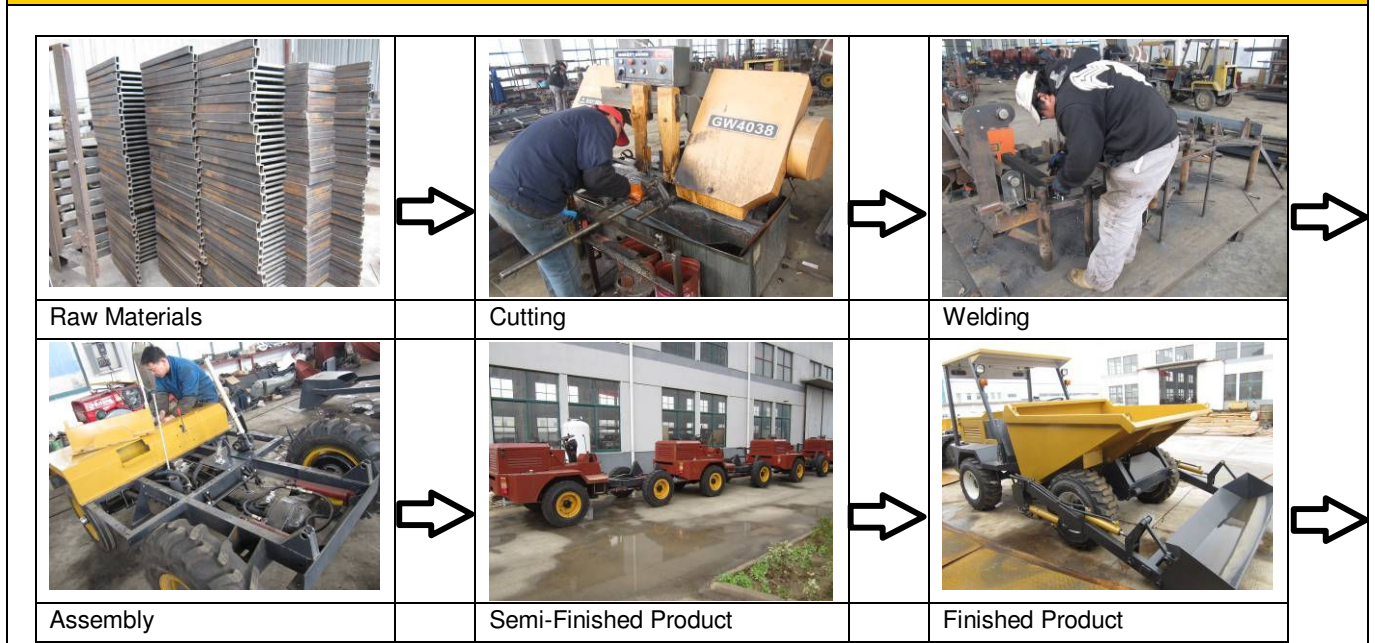 GW4038
Raw Materials
Cutting
Welding
Assembly
Semi-Finished Product
Finished Product